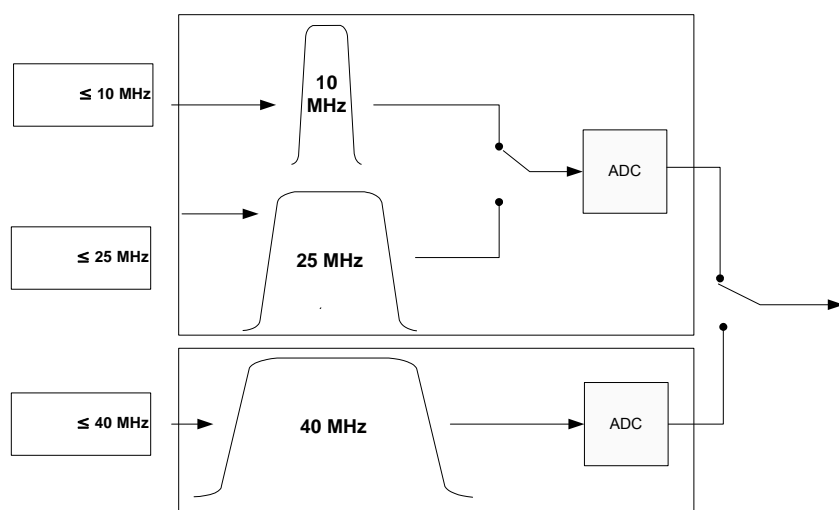 ≤ 10 MHz
10
MHz
ADC
≤ 25 MHz
25 MHz
≤ 40 MHz
40 MHz
ADC